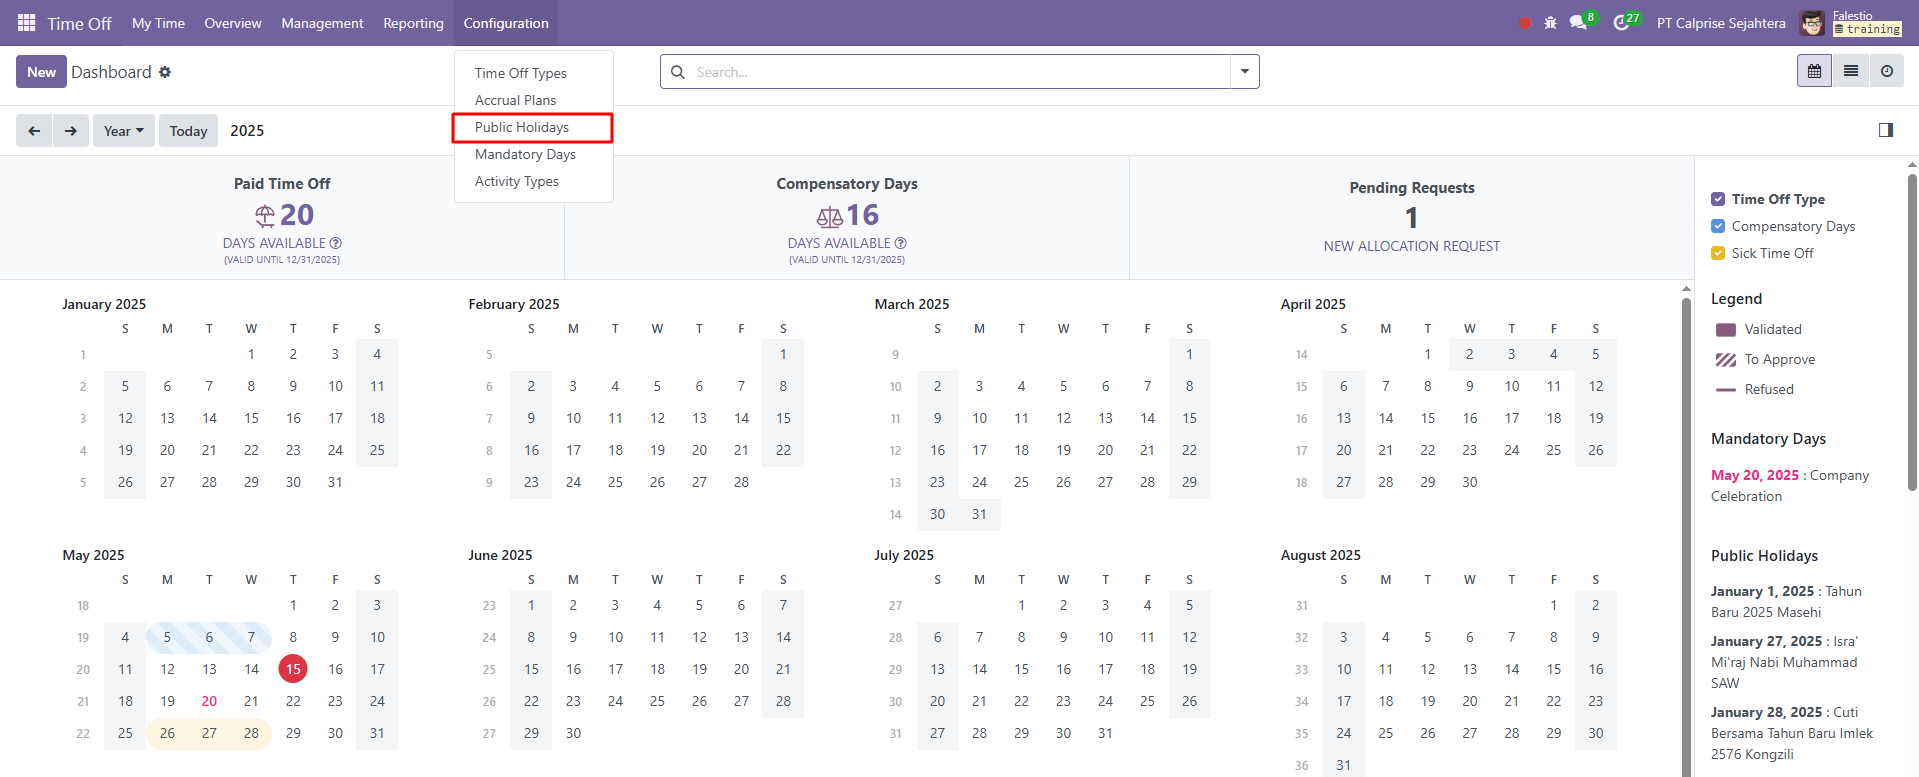 Time Off My Time Overview Management Reporting Configuration 8 27 PT Calprise Sejahtera Falestio
training
New Dashboard Search...
Time Off Types
Accrual Plans
Public Holidays
Mandatory Days
Activity Types
Year Today 2025
Paid Time Off
20
DAYS AVAILABLE ?
(VALID UNTIL 12/31/2025)
Compensatory Days
16
DAYS AVAILABLE ?
(VALID UNTIL 12/31/2025)
Pending Requests
1
NEW ALLOCATION REQUEST
January 2025
S M T W T F S
1 1 2 3 4
2 5 6 7 8 9 10 11
3 12 13 14 15 16 17 18
4 19 20 21 22 23 24 25
5 26 27 28 29 30 31
February 2025
S M T W T F S
5 1
6 2 3 4 5 6 7 8
7 9 10 11 12 13 14 15
8 16 17 18 19 20 21 22
9 23 24 25 26 27 28
March 2025
S M T W T F S
9 1
10 2 3 4 5 6 7 8
11 9 10 11 12 13 14 15
12 16 17 18 19 20 21 22
13 23 24 25 26 27 28 29
14 30 31
April 2025
S M T W T F S
14 1 2 3 4 5
15 6 7 8 9 10 11 12
16 13 14 15 16 17 18 19
17 20 21 22 23 24 25 26
18 27 28 29 30
May 2025
S M T W T F S
18 1 2 3
19 4 5 6 7 8 9 10
20 11 12 13 14 15 16 17
21 18 19 20 21 22 23 24
22 25 26 27 28 29 30 31
June 2025
S M T W T F S
23 1 2 3 4 5 6 7
24 8 9 10 11 12 13 14
25 15 16 17 18 19 20 21
26 22 23 24 25 26 27 28
27 29 30
July 2025
S M T W T F S
27 1 2 3 4 5
28 6 7 8 9 10 11 12
29 13 14 15 16 17 18 19
30 20 21 22 23 24 25 26
31 27 28 29 30 31
August 2025
S M T W T F S
31 1 2
32 3 4 5 6 7 8 9
33 10 11 12 13 14 15 16
34 17 18 19 20 21 22 23
35 24 25 26 27 28 29 30
36 31
Time Off Type
Compensatory Days
Sick Time Off
Legend
Validated
To Approve
Refused
Mandatory Days
May 20, 2025 : Company
Celebration
Public Holidays
January 1, 2025 : Tahun
Baru 2025 Masehi
January 27, 2025 : Isra'
Mi'raj Nabi Muhammad
SAW
January 28, 2025 : Cuti
Bersama Tahun Baru Imlek
2576 Kongzili